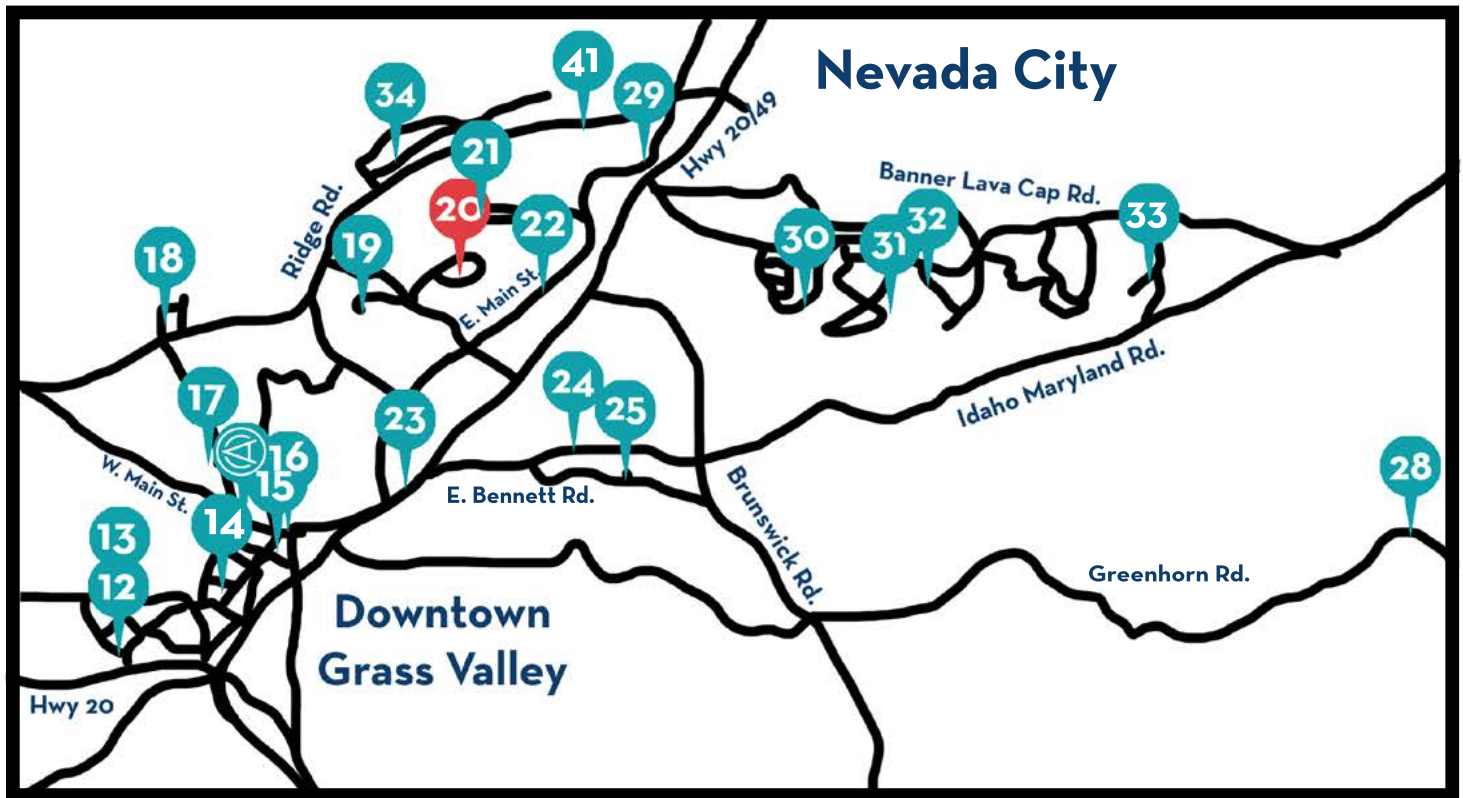 Nevada City
41
34
29
Hwy 20/49
21
Banner Lava Cap Rd.
20
22
32
33
Ridge Rd.
19
30
31
18
E. Main St.
Idaho Maryland Rd.
17
24
25
23
16
15
W. Main St.
E. Bennett Rd.
28
14
Brunswick Rd.
13
12
Greenhorn Rd.
Downtown
Grass Valley
Hwy 20